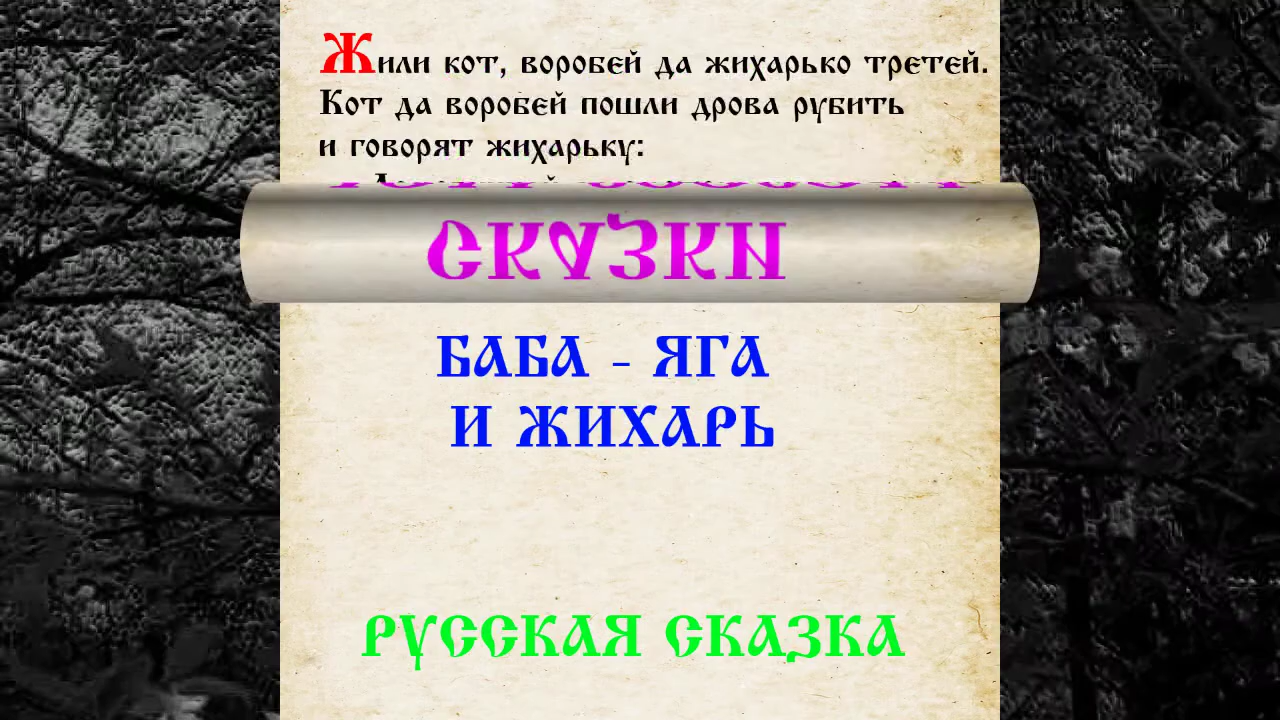 Жили кот, воробей да жихарько третей.
Кот да воробей пошли дрова рубить
и говорят жихарьку:
СКАЗКИ
БАБА - ЯГА
И ЖИХАРЬ
РУССКАЯ СКАЗКА